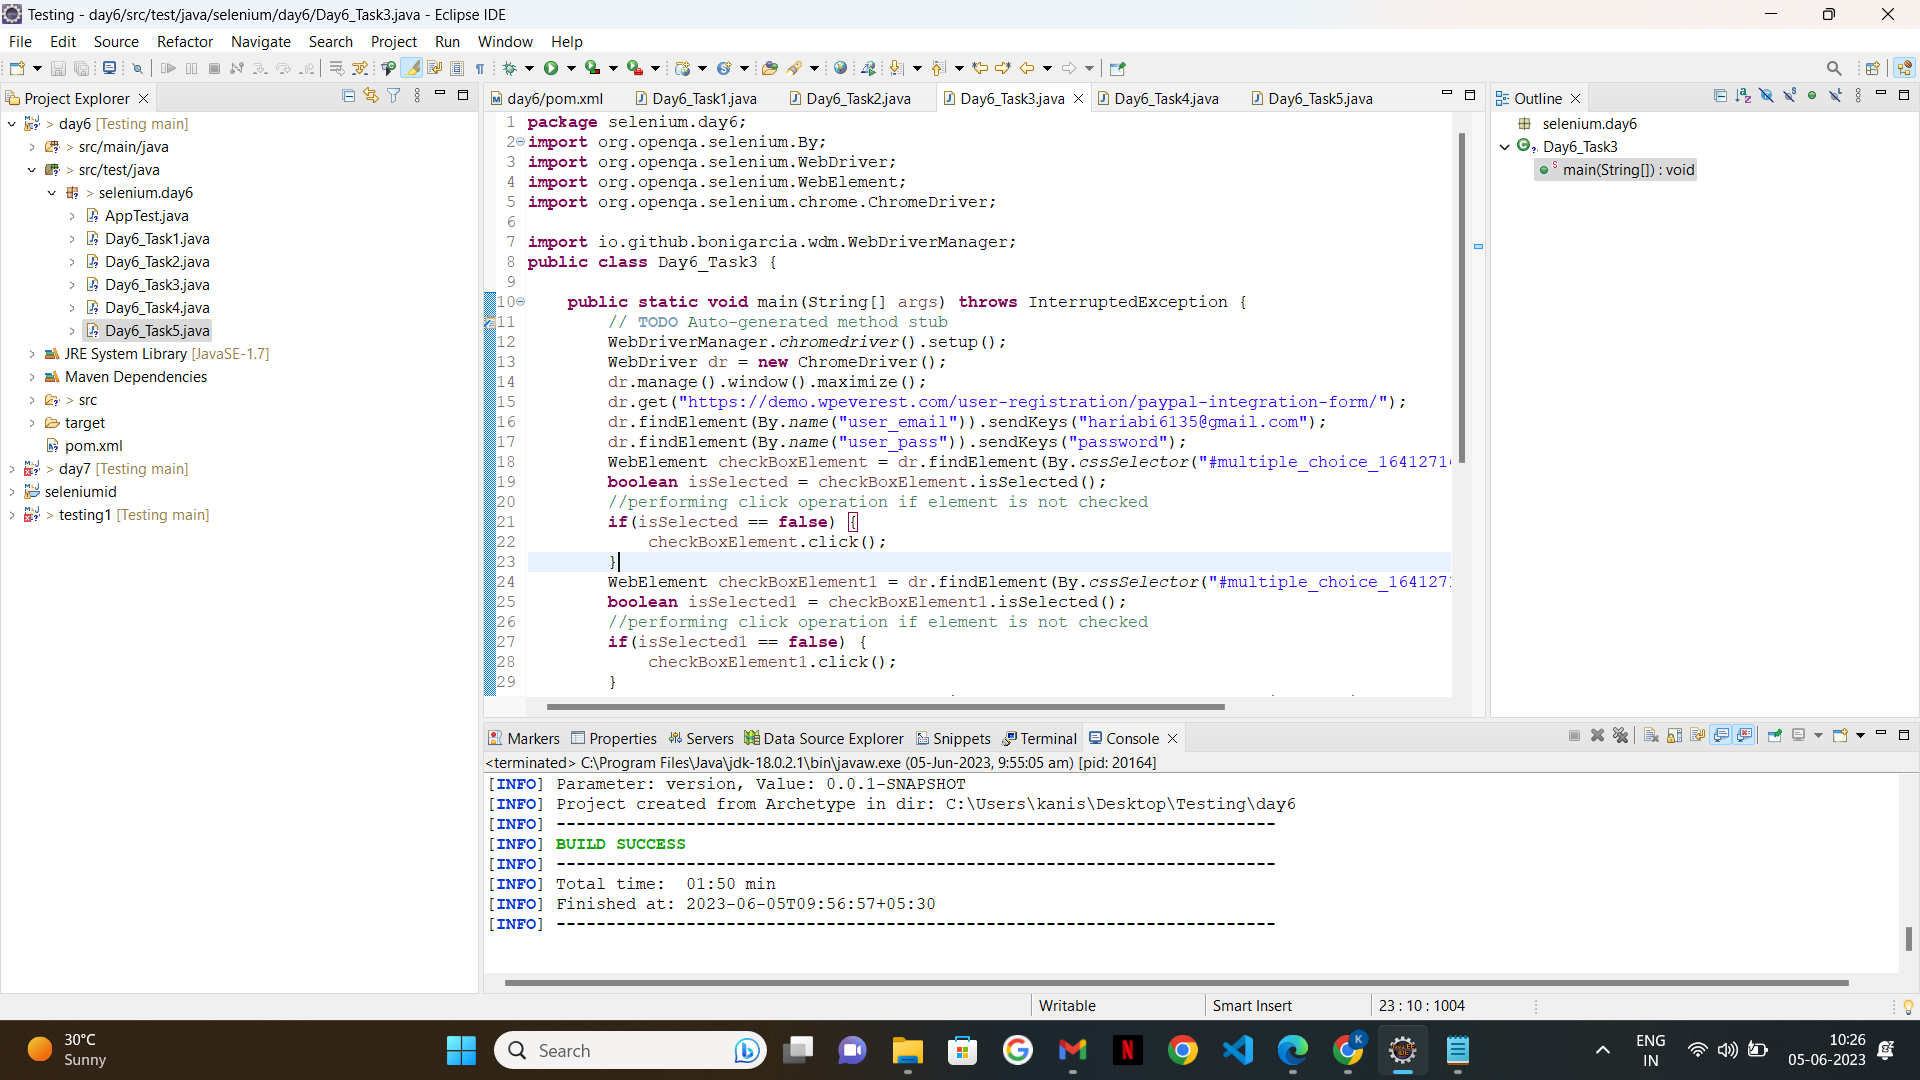 Testing - day6/src/test/java/selenium/day6/Day6_Task3.java - Eclipse IDE
File Edit Source Refactor Navigate Search Project Run Window Help
Project Explorer
> day6 [Testing main]
> src/main/java
> src/test/java
> selenium.day6
AppTest.java
Day6_Task1.java
Day6_Task2.java
Day6_Task3.java
Day6_Task4.java
Day6_Task5.java
JRE System Library [JavaSE-1.7]
Maven Dependencies
> src
target
pom.xml
> day7 [Testing main]
seleniumid
> testing1 [Testing main]
day6/pom.xml Day6_Task1.java Day6_Task2.java Day6_Task3.java Day6_Task4.java Day6_Task5.java
1 package selenium.day6;
2 import org.openqa.selenium.By;
3 import org.openqa.selenium.WebDriver;
4 import org.openqa.selenium.WebElement;
5 import org.openqa.selenium.chrome.ChromeDriver;
6
7 import io.github.bonigarcia.wdm.WebDriverManager;
8 public class Day6_Task3 {
9
10 public static void main(String[] args) throws InterruptedException {
11 // TODO Auto-generated method stub
12 WebDriverManager.chromedriver().setup();
13 WebDriver dr = new ChromeDriver();
14 dr.manage().window().maximize();
15 dr.get("https://demo.wpeverest.com/user-registration/paypal-integration-form/");
16 dr.findElement(By.name("user_email")).sendKeys("hariabi6135@gmail.com");
17 dr.findElement(By.name("user_pass")).sendKeys("password");
18 WebElement checkBoxElement = dr.findElement(By.cssSelector("#multiple_choice_1641271
19 boolean isSelected = checkBoxElement.isSelected();
20 //performing click operation if element is not checked
21 if(isSelected == false) {
22 checkBoxElement.click();
23 }
24 WebElement checkBoxElement1 = dr.findElement(By.cssSelector("#multiple_choice_164127
25 boolean isSelected1 = checkBoxElement1.isSelected();
26 //performing click operation if element is not checked
27 if(isSelected1 == false) {
28 checkBoxElement1.click();
29 }
Outline
selenium.day6
Day6_Task3
main(String[]) : void
Markers Properties Servers Data Source Explorer Snippets Terminal Console
<terminated> C:\Program Files\Java\jdk-18.0.2.1\bin\javaw.exe (05-Jun-2023, 9:55:05 am) [pid: 20164]
[INFO] Parameter: version, Value: 0.0.1-SNAPSHOT
[INFO] Project created from Archetype in dir: C:\Users\kanis\Desktop\Testing\day6
[INFO] ------------------------------------------------------------------------
[INFO] BUILD SUCCESS
[INFO] ------------------------------------------------------------------------
[INFO] Total time:  01:50 min
[INFO] Finished at: 2023-06-05T09:56:57+05:30
[INFO] ------------------------------------------------------------------------
Writable Smart Insert 23 : 10 : 1004
30°C
Sunny
Search
ENG
IN
10:26
05-06-2023